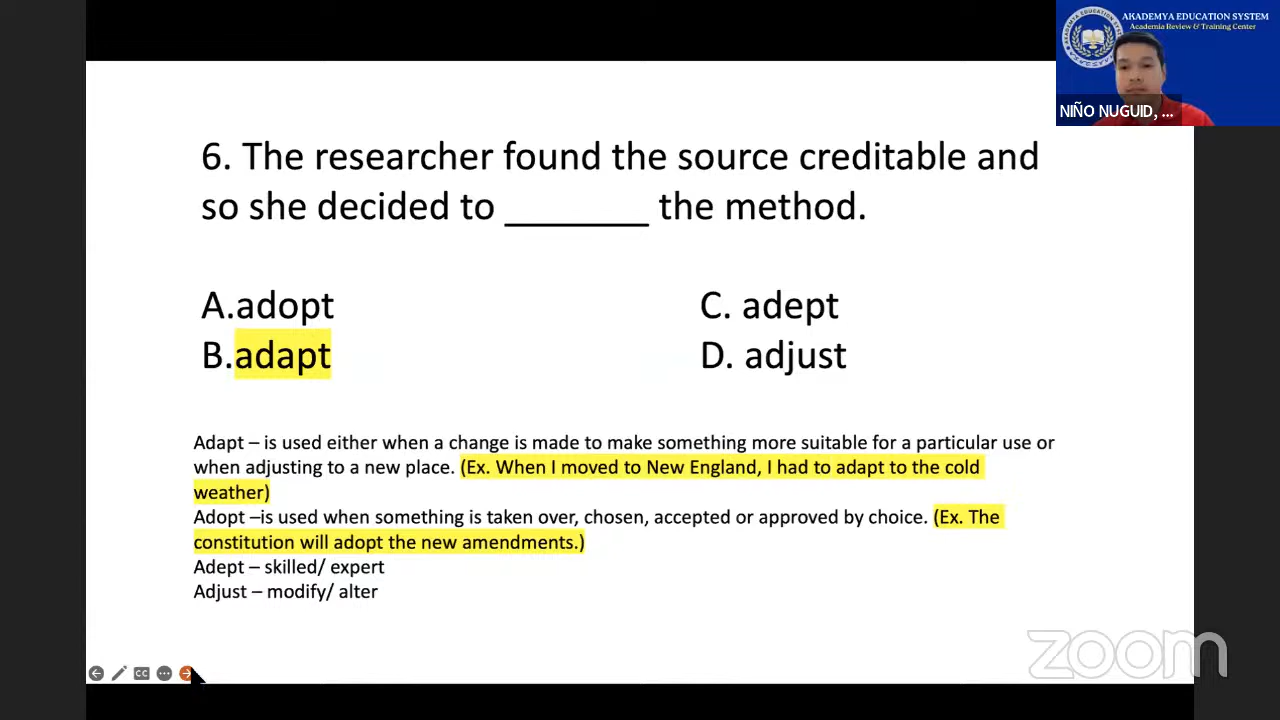 AKADEMYA EDUCATION SYSTEM
Academia Review & Training Center
NIÑO NUGUID, ...
6. The researcher found the source creditable and
so she decided to _______ the method.
A.adopt
B.adapt
C. adept
D. adjust
Adapt – is used either when a change is made to make something more suitable for a particular use or
when adjusting to a new place. (Ex. When I moved to New England, I had to adapt to the cold
weather)
Adopt –is used when something is taken over, chosen, accepted or approved by choice. (Ex. The
constitution will adopt the new amendments.)
Adept – skilled/ expert
Adjust – modify/ alter
CC
zoom